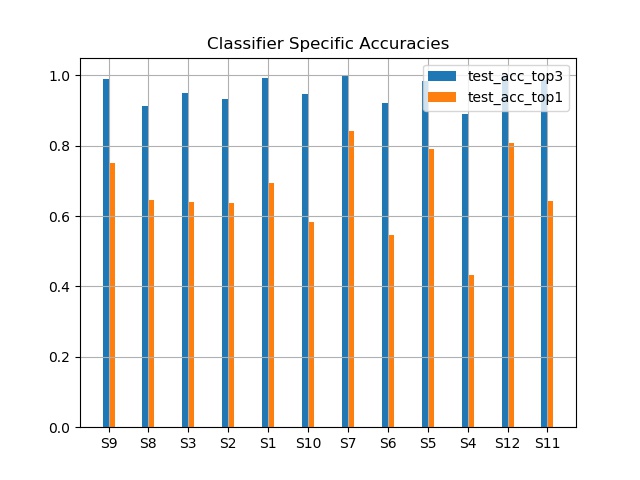 Classifier Specific Accuracies
1.0
0.8
0.6
0.4
0.2
0.0
test_acc_top3
test_acc_top1
S9 S8 S3 S2 S1 S10 S7 S6 S5 S4 S12 S11